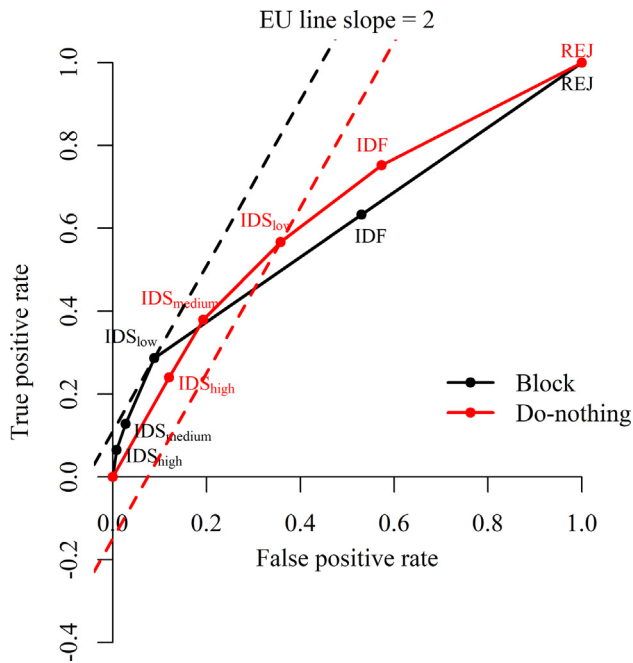 EU line slope = 2
REJ
REJ
IDF
IDF
IDS_low
IDS_medium
IDS_low
IDS_high
IDS_medium
IDS_high
Block
Do-nothing
True positive rate
1.0
0.8
0.6
0.4
0.2
0.0
-0.2
-0.4
0.0 0.2 0.4 0.6 0.8 1.0
False positive rate